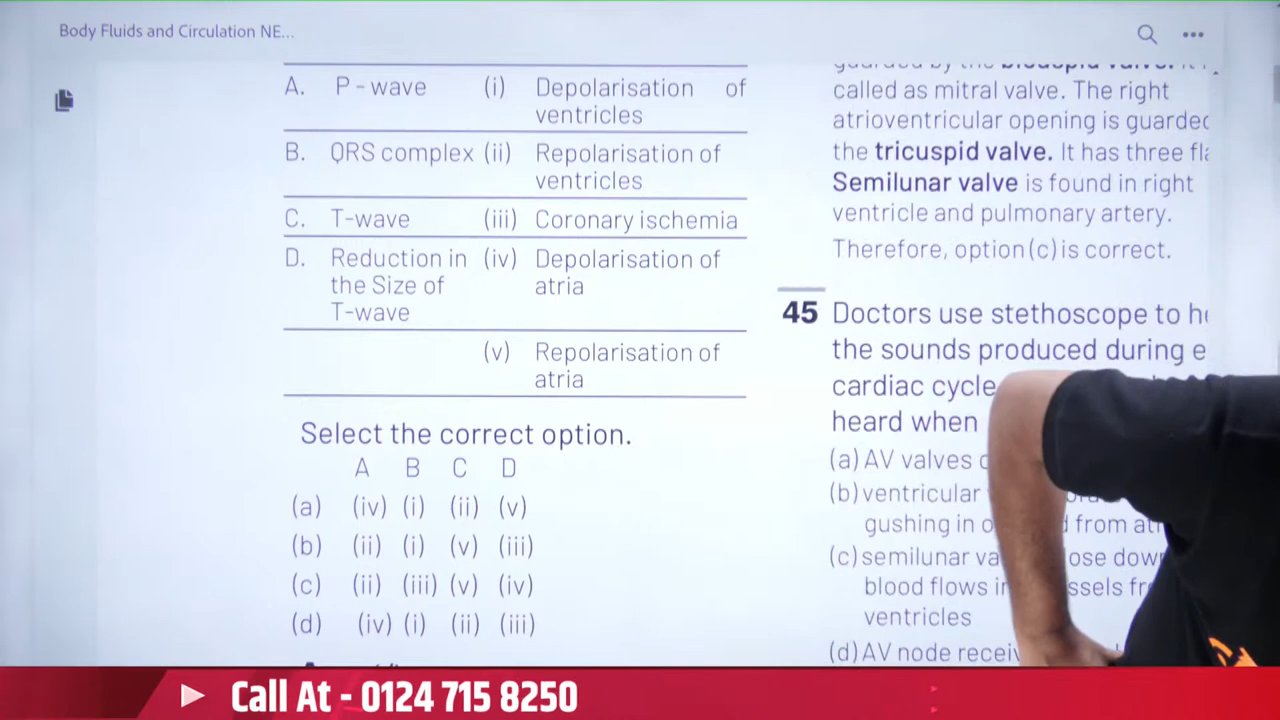 Body Fluids and Circulation NE...
A. P - wave (i) Depolarisation of
ventricles
B. QRS complex (ii) Repolarisation of
ventricles
C. T-wave (iii) Coronary ischemia
D. Reduction in (iv) Depolarisation of
the Size of atria
T-wave
(v) Repolarisation of
atria
Select the correct option.
A B C D
(a) (iv) (i) (ii) (v)
(b) (ii) (i) (v) (iii)
(c) (ii) (iii) (v) (iv)
(d) (iv) (i) (ii) (iii)
called as mitral valve. The right
atrioventricular opening is guarded
the tricuspid valve. It has three
Semilunar valve is found in right
ventricle and pulmonary artery.
Therefore, option (c) is correct.
45 Doctors use stethoscope to
the sounds produced during
cardiac cycle
heard when
(a) AV valves
(b) ventricular
gushing in from
(c) semilunar
blood flows
ventricles
(d) AV node
Call At - 0124 715 8250